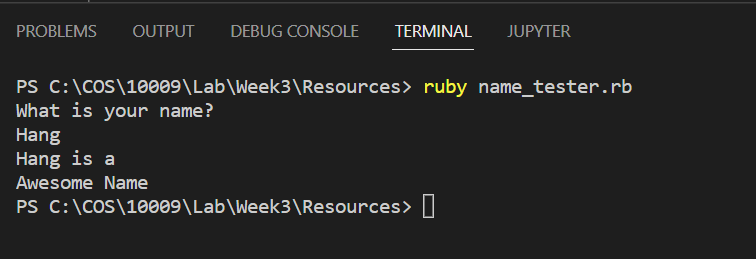 PROBLEMS OUTPUT DEBUG CONSOLE TERMINAL JUPYTER
PS C:\COS\10009\Lab\Week3\Resources> ruby name_tester.rb
What is your name?
Hang
Hang is a
Awesome Name
PS C:\COS\10009\Lab\Week3\Resources>